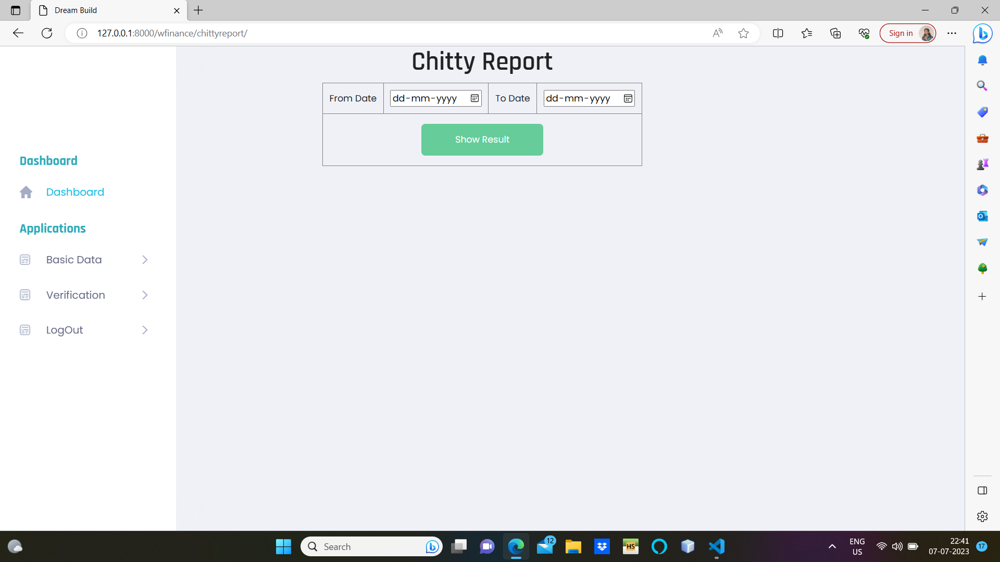 Dream Build
127.0.0.1:8000/wfinance/chittyreport/
Sign in
Chitty Report
From Date dd-mm-yyyy To Date dd-mm-yyyy
Show Result
Dashboard
Dashboard
Applications
Basic Data
Verification
LogOut
Search
12
HS
ENG
US
22:41
07-07-2023
17